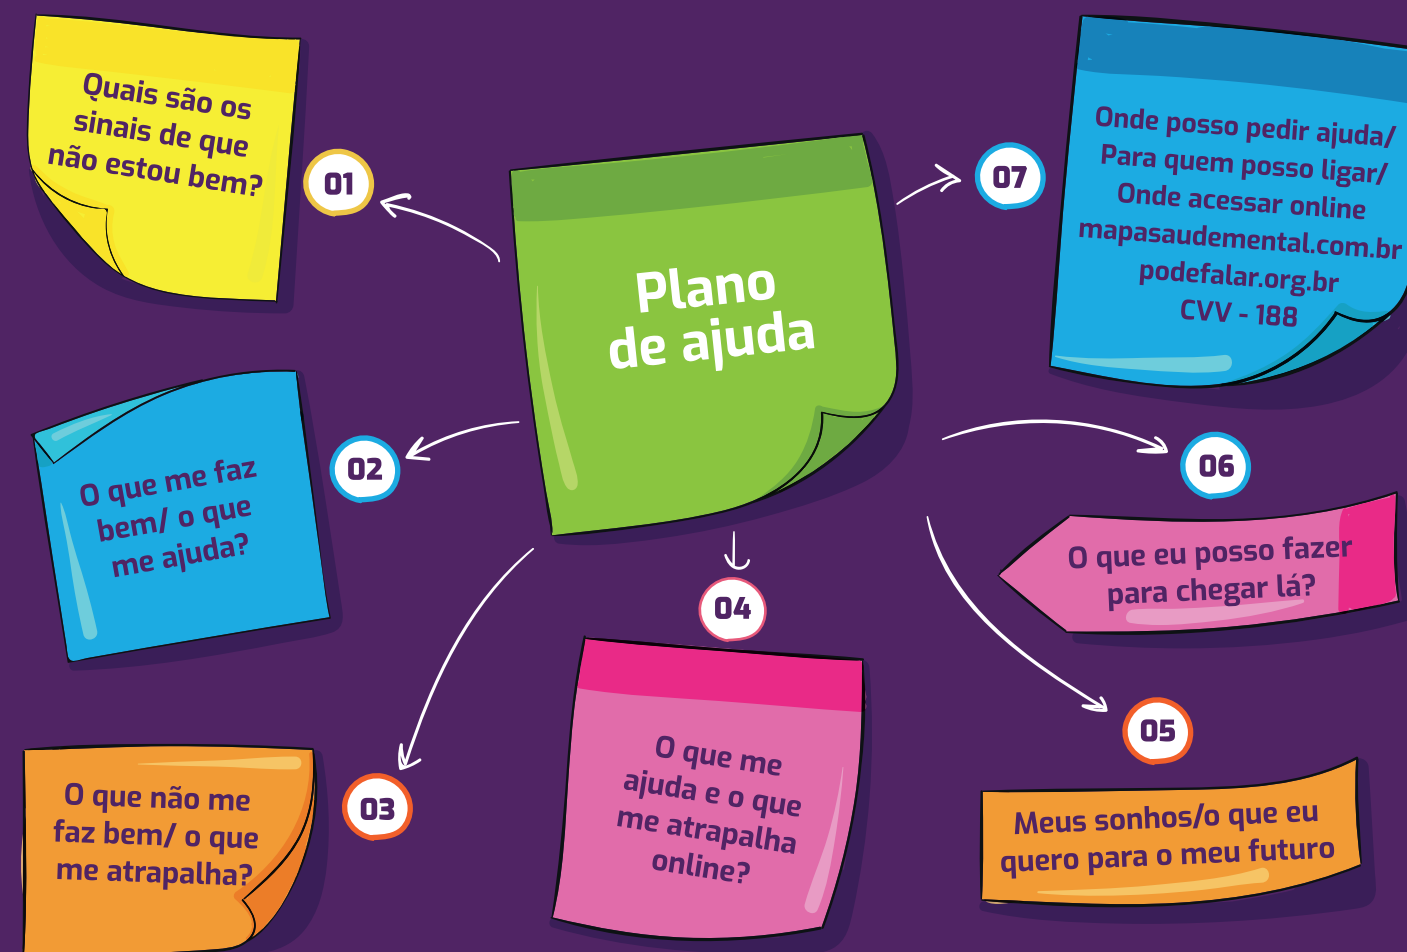 Plano
de ajuda
01
Quais são os
sinais de que
não estou bem?
02
O que me faz
bem/ o que
me ajuda?
03
O que não me
faz bem/ o que
me atrapalha?
04
O que me
ajuda e o que
me atrapalha
online?
05
Meus sonhos/o que eu
quero para o meu futuro
06
O que eu posso fazer
para chegar lá?
07
Onde posso pedir ajuda/
Para quem posso ligar/
Onde acessar online
mapasaudemental.com.br
podefalar.org.br
CVV - 188